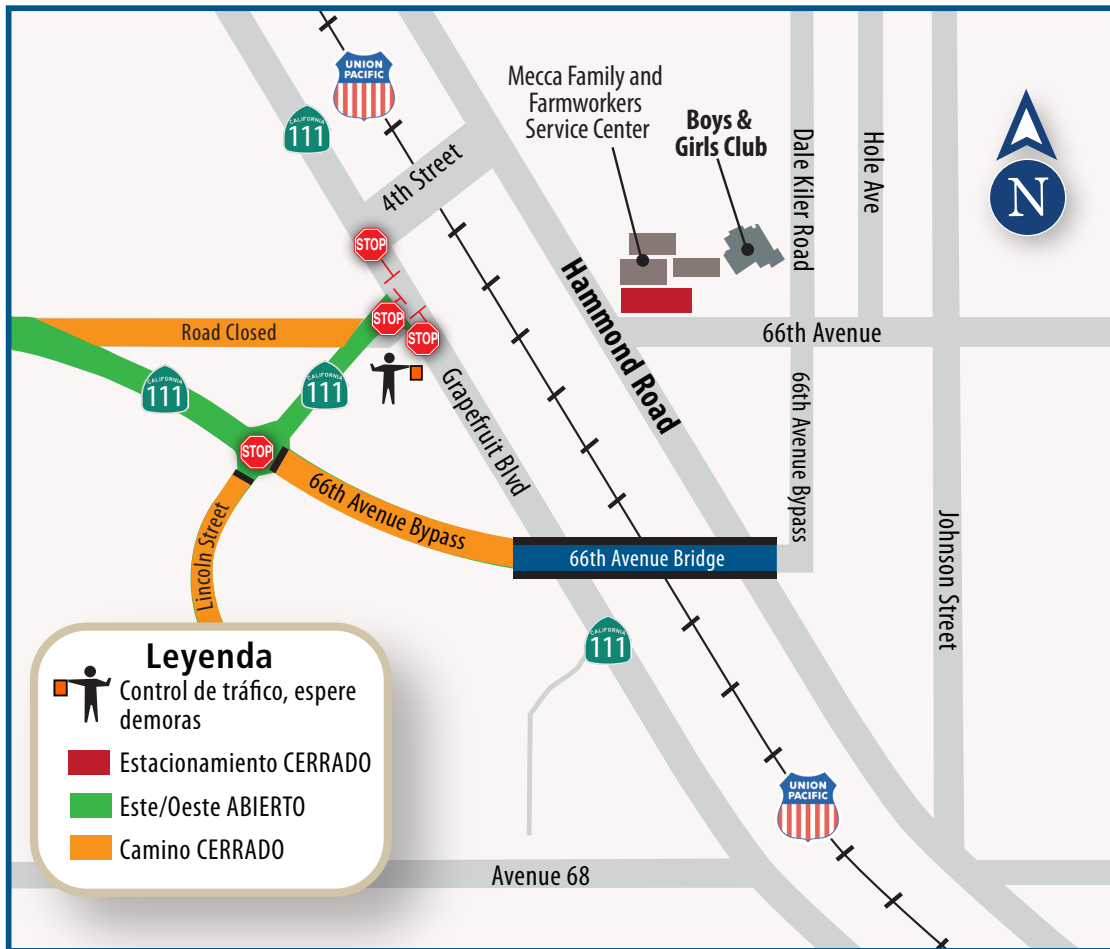 UNION
PACIFIC
CALIFORNIA
111
Mecca Family and
Farmworkers
Service Center
Boys &
Girls Club
Dale Kiler Road
Hole Ave
N
4th Street
STOP
STOP
STOP
Road Closed
Hammond Road
66th Avenue
CALIFORNIA
111
CALIFORNIA
111
Grapefruit Blvd
66th Avenue Bypass
STOP
66th Avenue Bypass
Lincoln Street
66th Avenue Bridge
Johnson Street
CALIFORNIA
111
Leyenda
Control de tráfico, espere
demoras
Estacionamiento CERRADO
Este/Oeste ABIERTO
Camino CERRADO
UNION
PACIFIC
Avenue 68